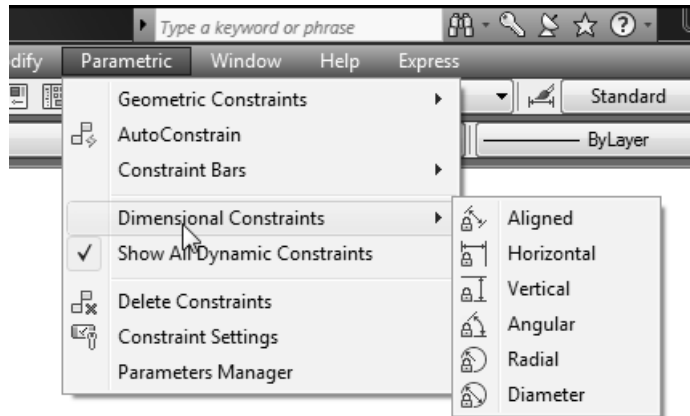 Type a keyword or phrase
dify Parametric Window Help Express
Geometric Constraints
Standard
AutoConstrain
ByLayer
Constraint Bars
Dimensional Constraints
Show All Dynamic Constraints
Delete Constraints
Constraint Settings
Parameters Manager
Aligned
Horizontal
Vertical
Angular
Radial
Diameter